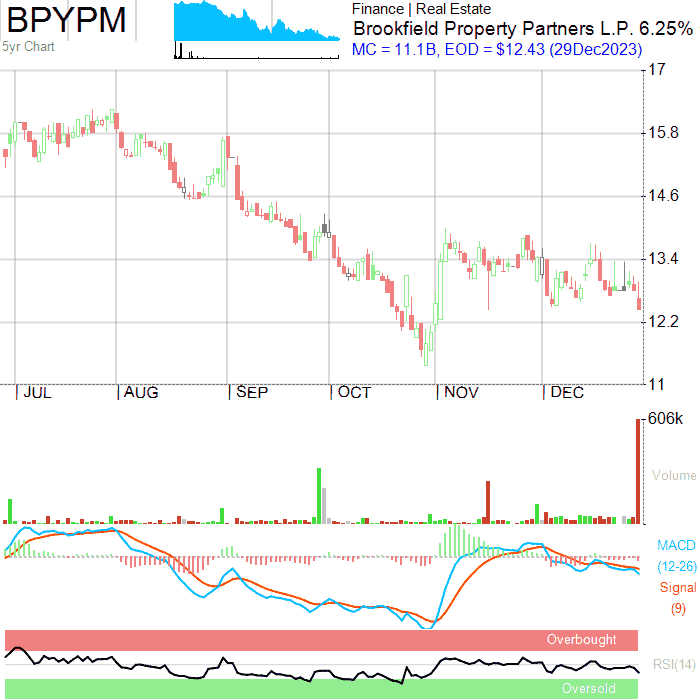 BPYPM
5yr Chart
Finance | Real Estate
Brookfield Property Partners L.P. 6.25%
MC = 11.1B, EOD = $12.43 (29Dec2023)
17
15.8
14.6
13.4
12.2
11
JUL AUG SEP OCT NOV DEC
606k
Volume
MACD
(12-26)
Signal
(9)
Overbought
RSI(14)
Oversold